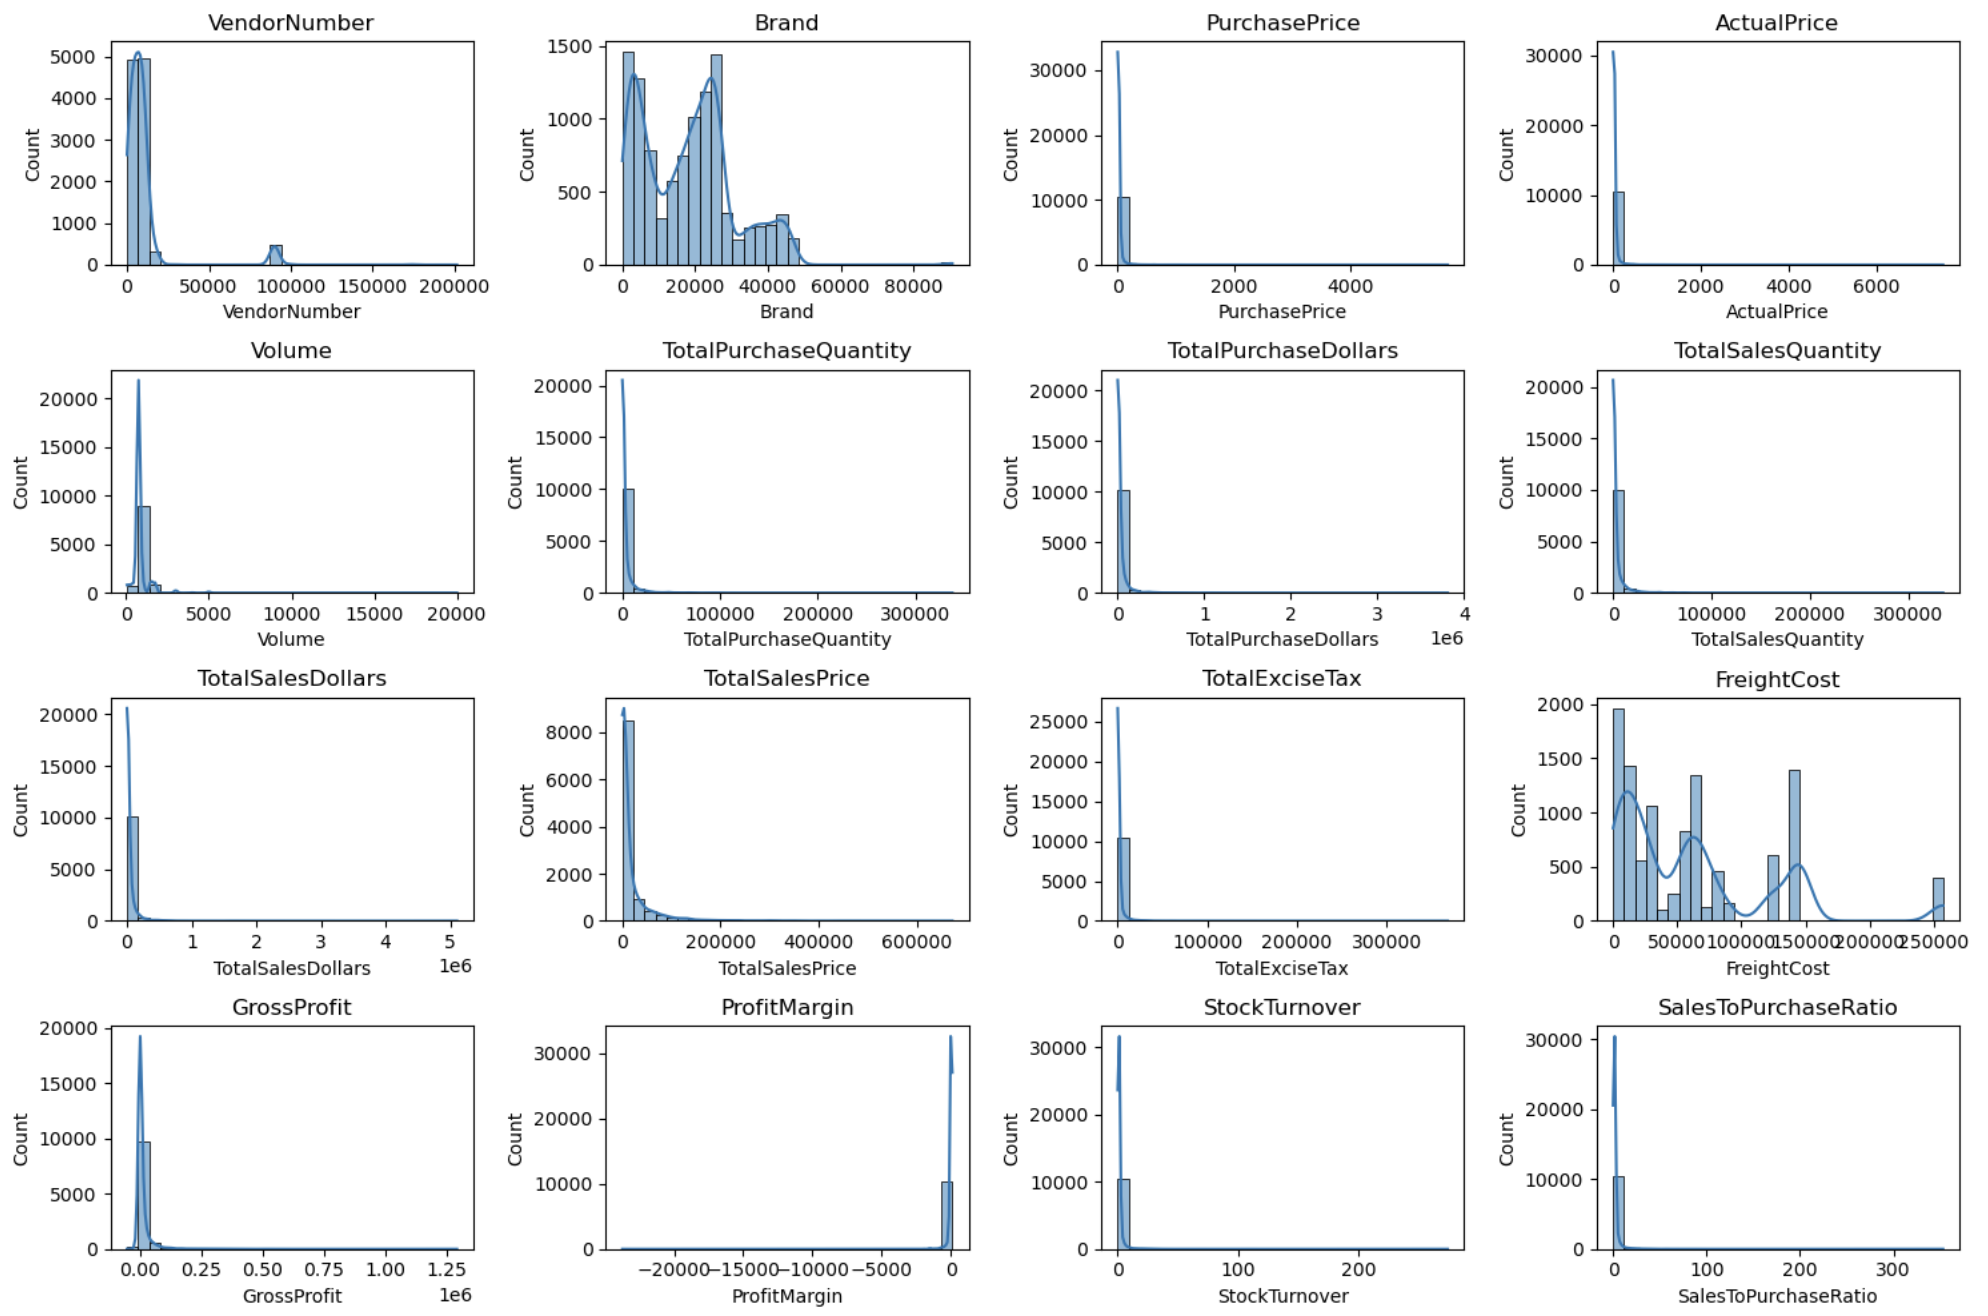 VendorNumber
Count
5000
4000
3000
2000
1000
0
0 50000 100000 150000 200000
VendorNumber
Brand
Count
1500
1000
500
0
0 20000 40000 60000 80000
Brand
PurchasePrice
Count
30000
20000
10000
0
0 2000 4000
PurchasePrice
ActualPrice
Count
30000
20000
10000
0
0 2000 4000 6000
ActualPrice
Volume
Count
20000
15000
10000
5000
0
0 5000 10000 15000 20000
Volume
TotalPurchaseQuantity
Count
20000
15000
10000
5000
0
0 100000 200000 300000
TotalPurchaseQuantity
TotalPurchaseDollars
Count
20000
15000
10000
5000
0
0 1 2 3 4
TotalPurchaseDollars 1e6
TotalSalesQuantity
Count
20000
15000
10000
5000
0
0 100000 200000 300000
TotalSalesQuantity
TotalSalesDollars
Count
20000
15000
10000
5000
0
0 1 2 3 4 5
TotalSalesDollars 1e6
TotalSalesPrice
Count
8000
6000
4000
2000
0
0 200000 400000 600000
TotalSalesPrice
TotalExciseTax
Count
25000
20000
15000
10000
5000
0
0 100000 200000 300000
TotalExciseTax
FreightCost
Count
2000
1500
1000
500
0
0 50000 100000 150000 200000 250000
FreightCost
GrossProfit
Count
20000
15000
10000
5000
0
0.00 0.25 0.50 0.75 1.00 1.25
GrossProfit 1e6
ProfitMargin
Count
30000
20000
10000
0
−20000 −15000 −10000 −5000 0
ProfitMargin
StockTurnover
Count
30000
20000
10000
0
0 100 200
StockTurnover
SalesToPurchaseRatio
Count
30000
20000
10000
0
0 100 200 300
SalesToPurchaseRatio